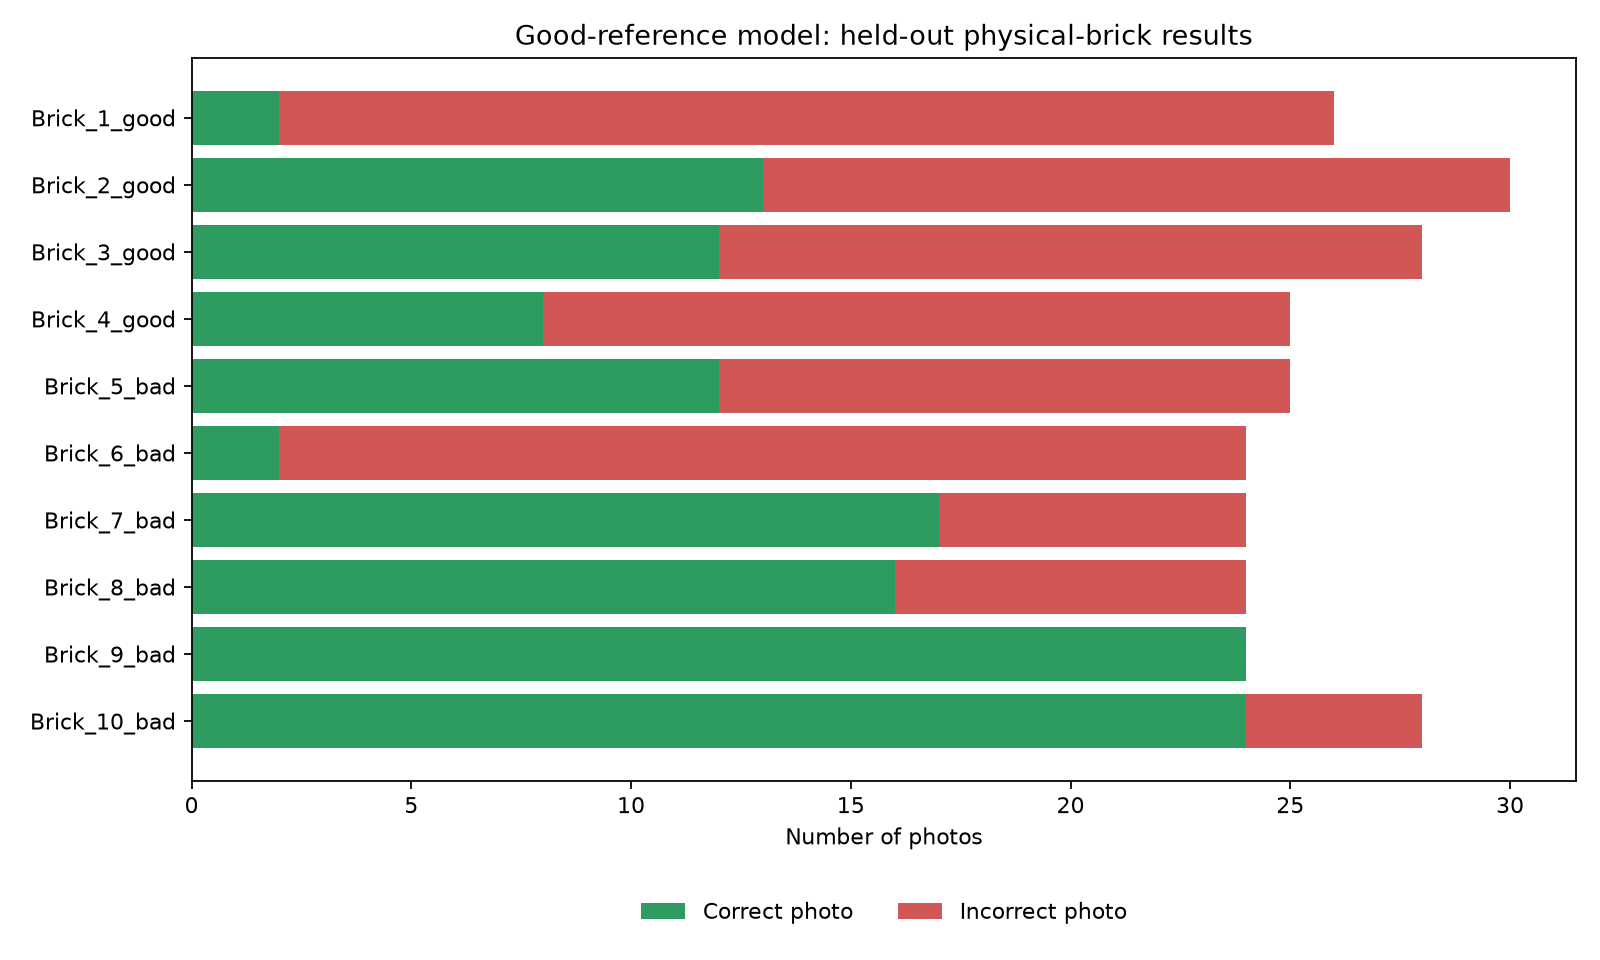 Good-reference model: held-out physical-brick results
Brick_1_good
Brick_2_good
Brick_3_good
Brick_4_good
Brick_5_bad
Brick_6_bad
Brick_7_bad
Brick_8_bad
Brick_9_bad
Brick_10_bad
0 5 10 15 20 25 30
Number of photos
Correct photo Incorrect photo